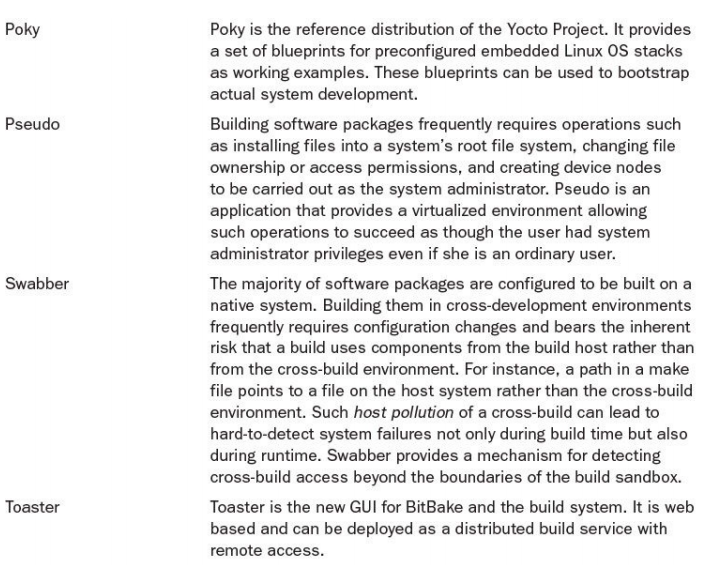 Poky Poky is the reference distribution of the Yocto Project. It provides
a set of blueprints for preconfigured embedded Linux OS stacks
as working examples. These blueprints can be used to bootstrap
actual system development.
Pseudo Building software packages frequently requires operations such
as installing files into a system's root file system, changing file
ownership or access permissions, and creating device nodes
to be carried out as the system administrator. Pseudo is an
application that provides a virtualized environment allowing
such operations to succeed as though the user had system
administrator privileges even if she is an ordinary user.
Swabber The majority of software packages are configured to be built on a
native system. Building them in cross-development environments
frequently requires configuration changes and bears the inherent
risk that a build uses components from the build host rather than
from the cross-build environment. For instance, a path in a make
file points to a file on the host system rather than the cross-build
environment. Such host pollution of a cross-build can lead to
hard-to-detect system failures not only during build time but also
during runtime. Swabber provides a mechanism for detecting
cross-build access beyond the boundaries of the build sandbox.
Toaster Toaster is the new GUI for BitBake and the build system. It is web
based and can be deployed as a distributed build service with
remote access.